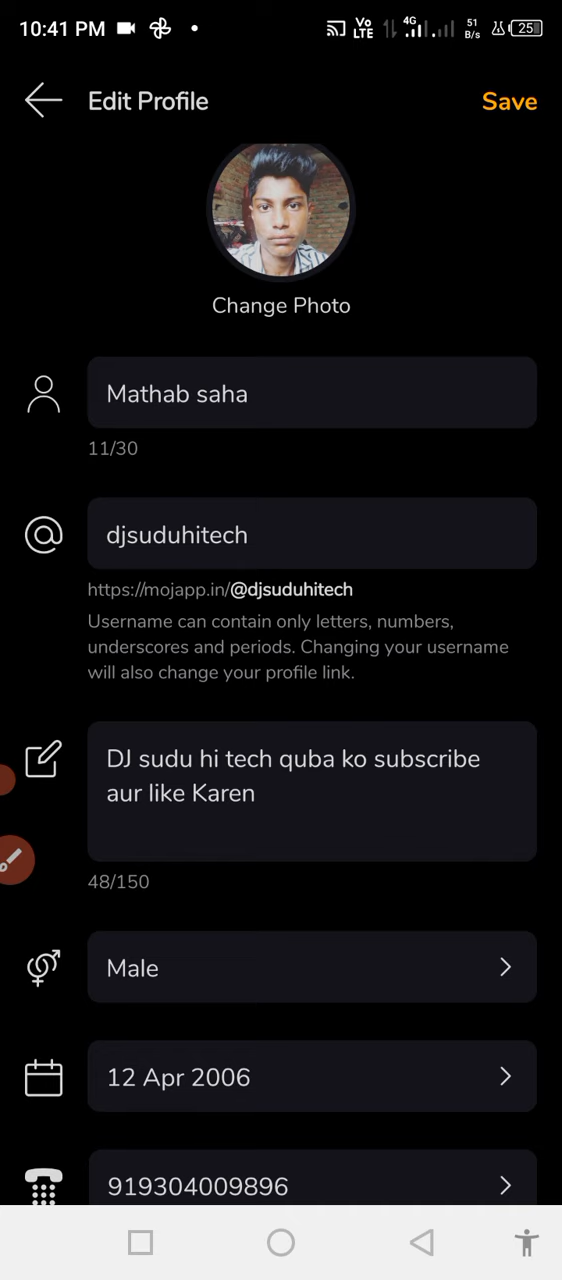 10:41 PM
Vo LTE
4G
51 B/s
25
Edit Profile
Save
Change Photo
Mathab saha
11/30
djsuduhitech
https://mojapp.in/@djsuduhitech
Username can contain only letters, numbers,
underscores and periods. Changing your username
will also change your profile link.
DJ sudu hi tech quba ko subscribe
aur like Karen
48/150
Male
12 Apr 2006
919304009896